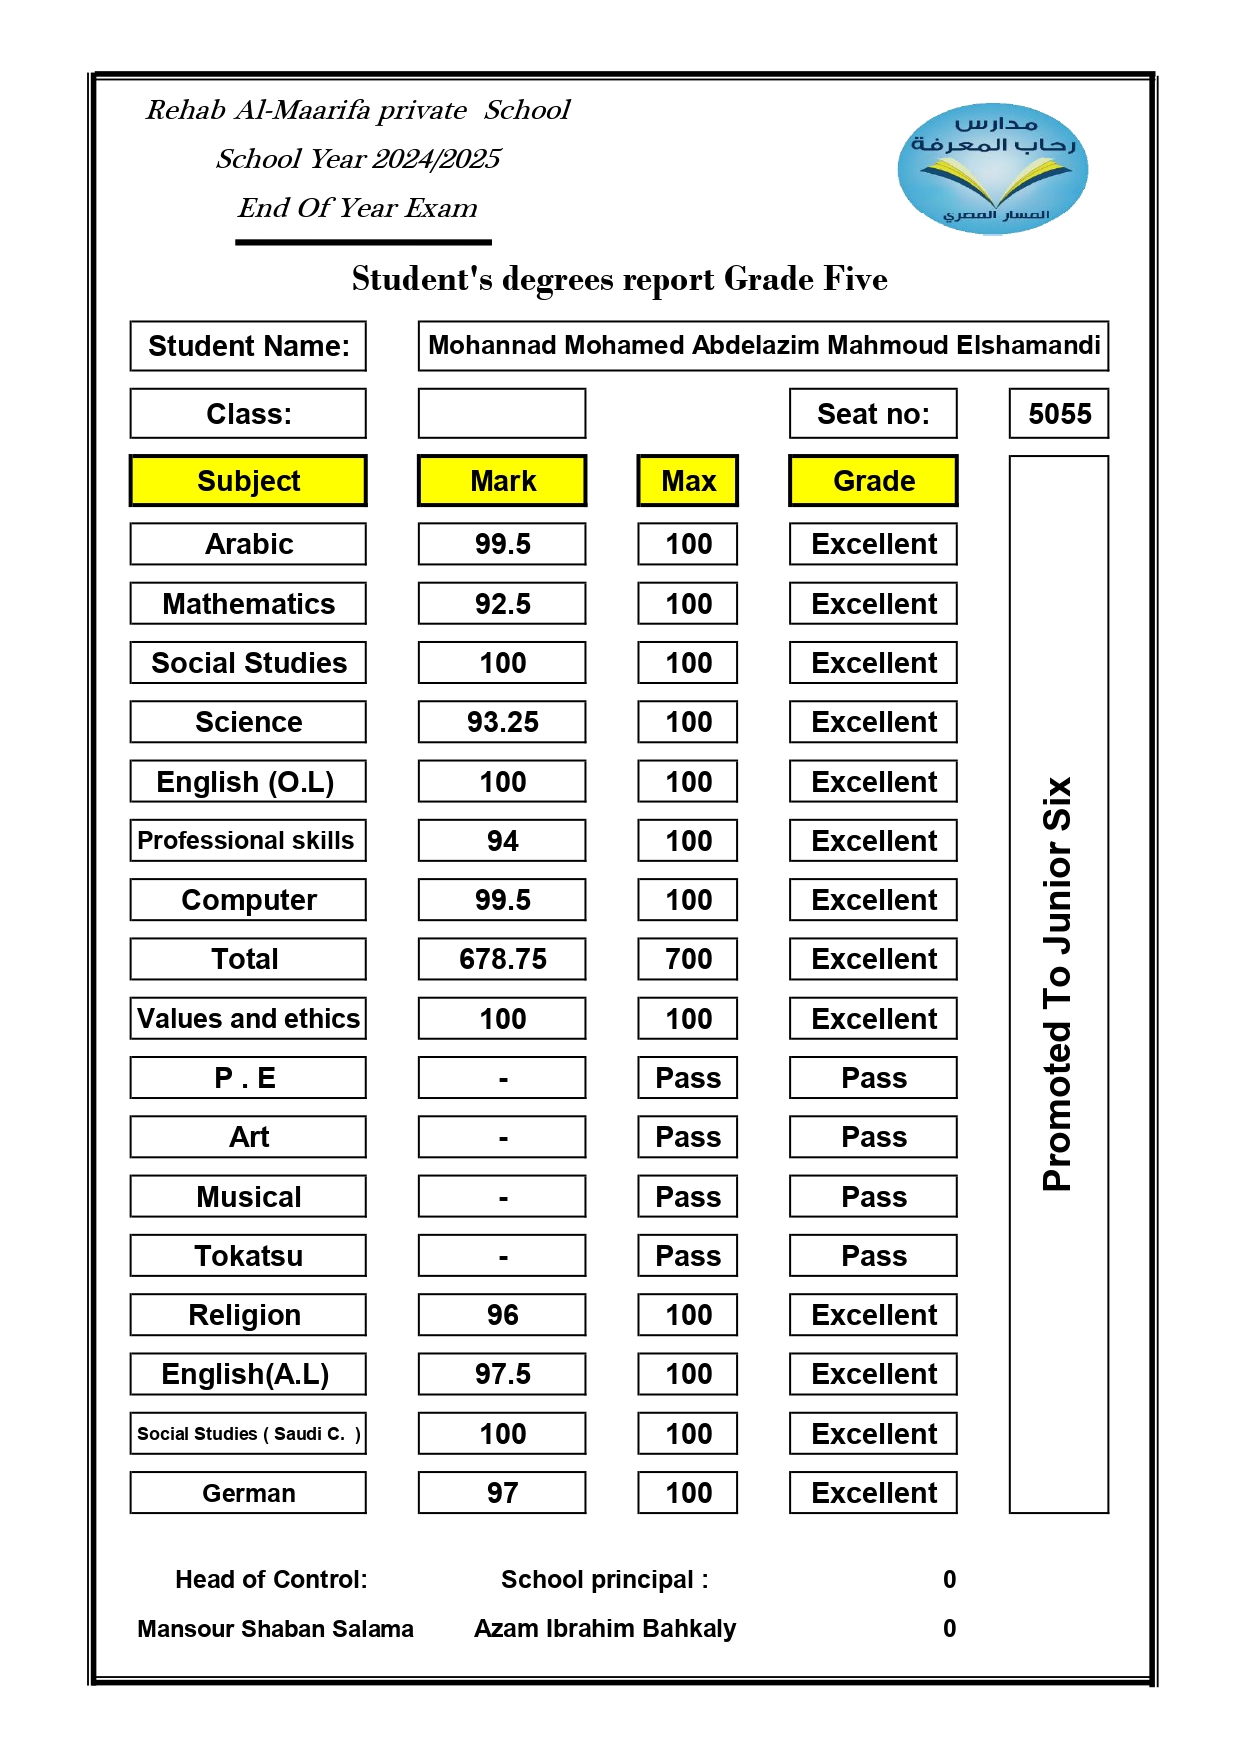 Rehab Al-Maarifa private School
School Year 2024/2025
End Of Year Exam
مدارس
رحاب المعرفة
المسار المصري
Student's degrees report Grade Five
Student Name: Mohannad Mohamed Abdelazim Mahmoud Elshamandi
Class: Seat no: 5055
Subject Mark Max Grade
Arabic 99.5 100 Excellent
Mathematics 92.5 100 Excellent
Social Studies 100 100 Excellent
Science 93.25 100 Excellent
English (O.L) 100 100 Excellent
Professional skills 94 100 Excellent
Computer 99.5 100 Excellent
Total 678.75 700 Excellent
Values and ethics 100 100 Excellent
P . E - Pass Pass
Art - Pass Pass
Musical - Pass Pass
Tokatsu - Pass Pass
Religion 96 100 Excellent
English(A.L) 97.5 100 Excellent
Social Studies ( Saudi C. ) 100 100 Excellent
German 97 100 Excellent
Promoted To Junior Six
Head of Control: School principal : 0
Mansour Shaban Salama Azam Ibrahim Bahkaly 0